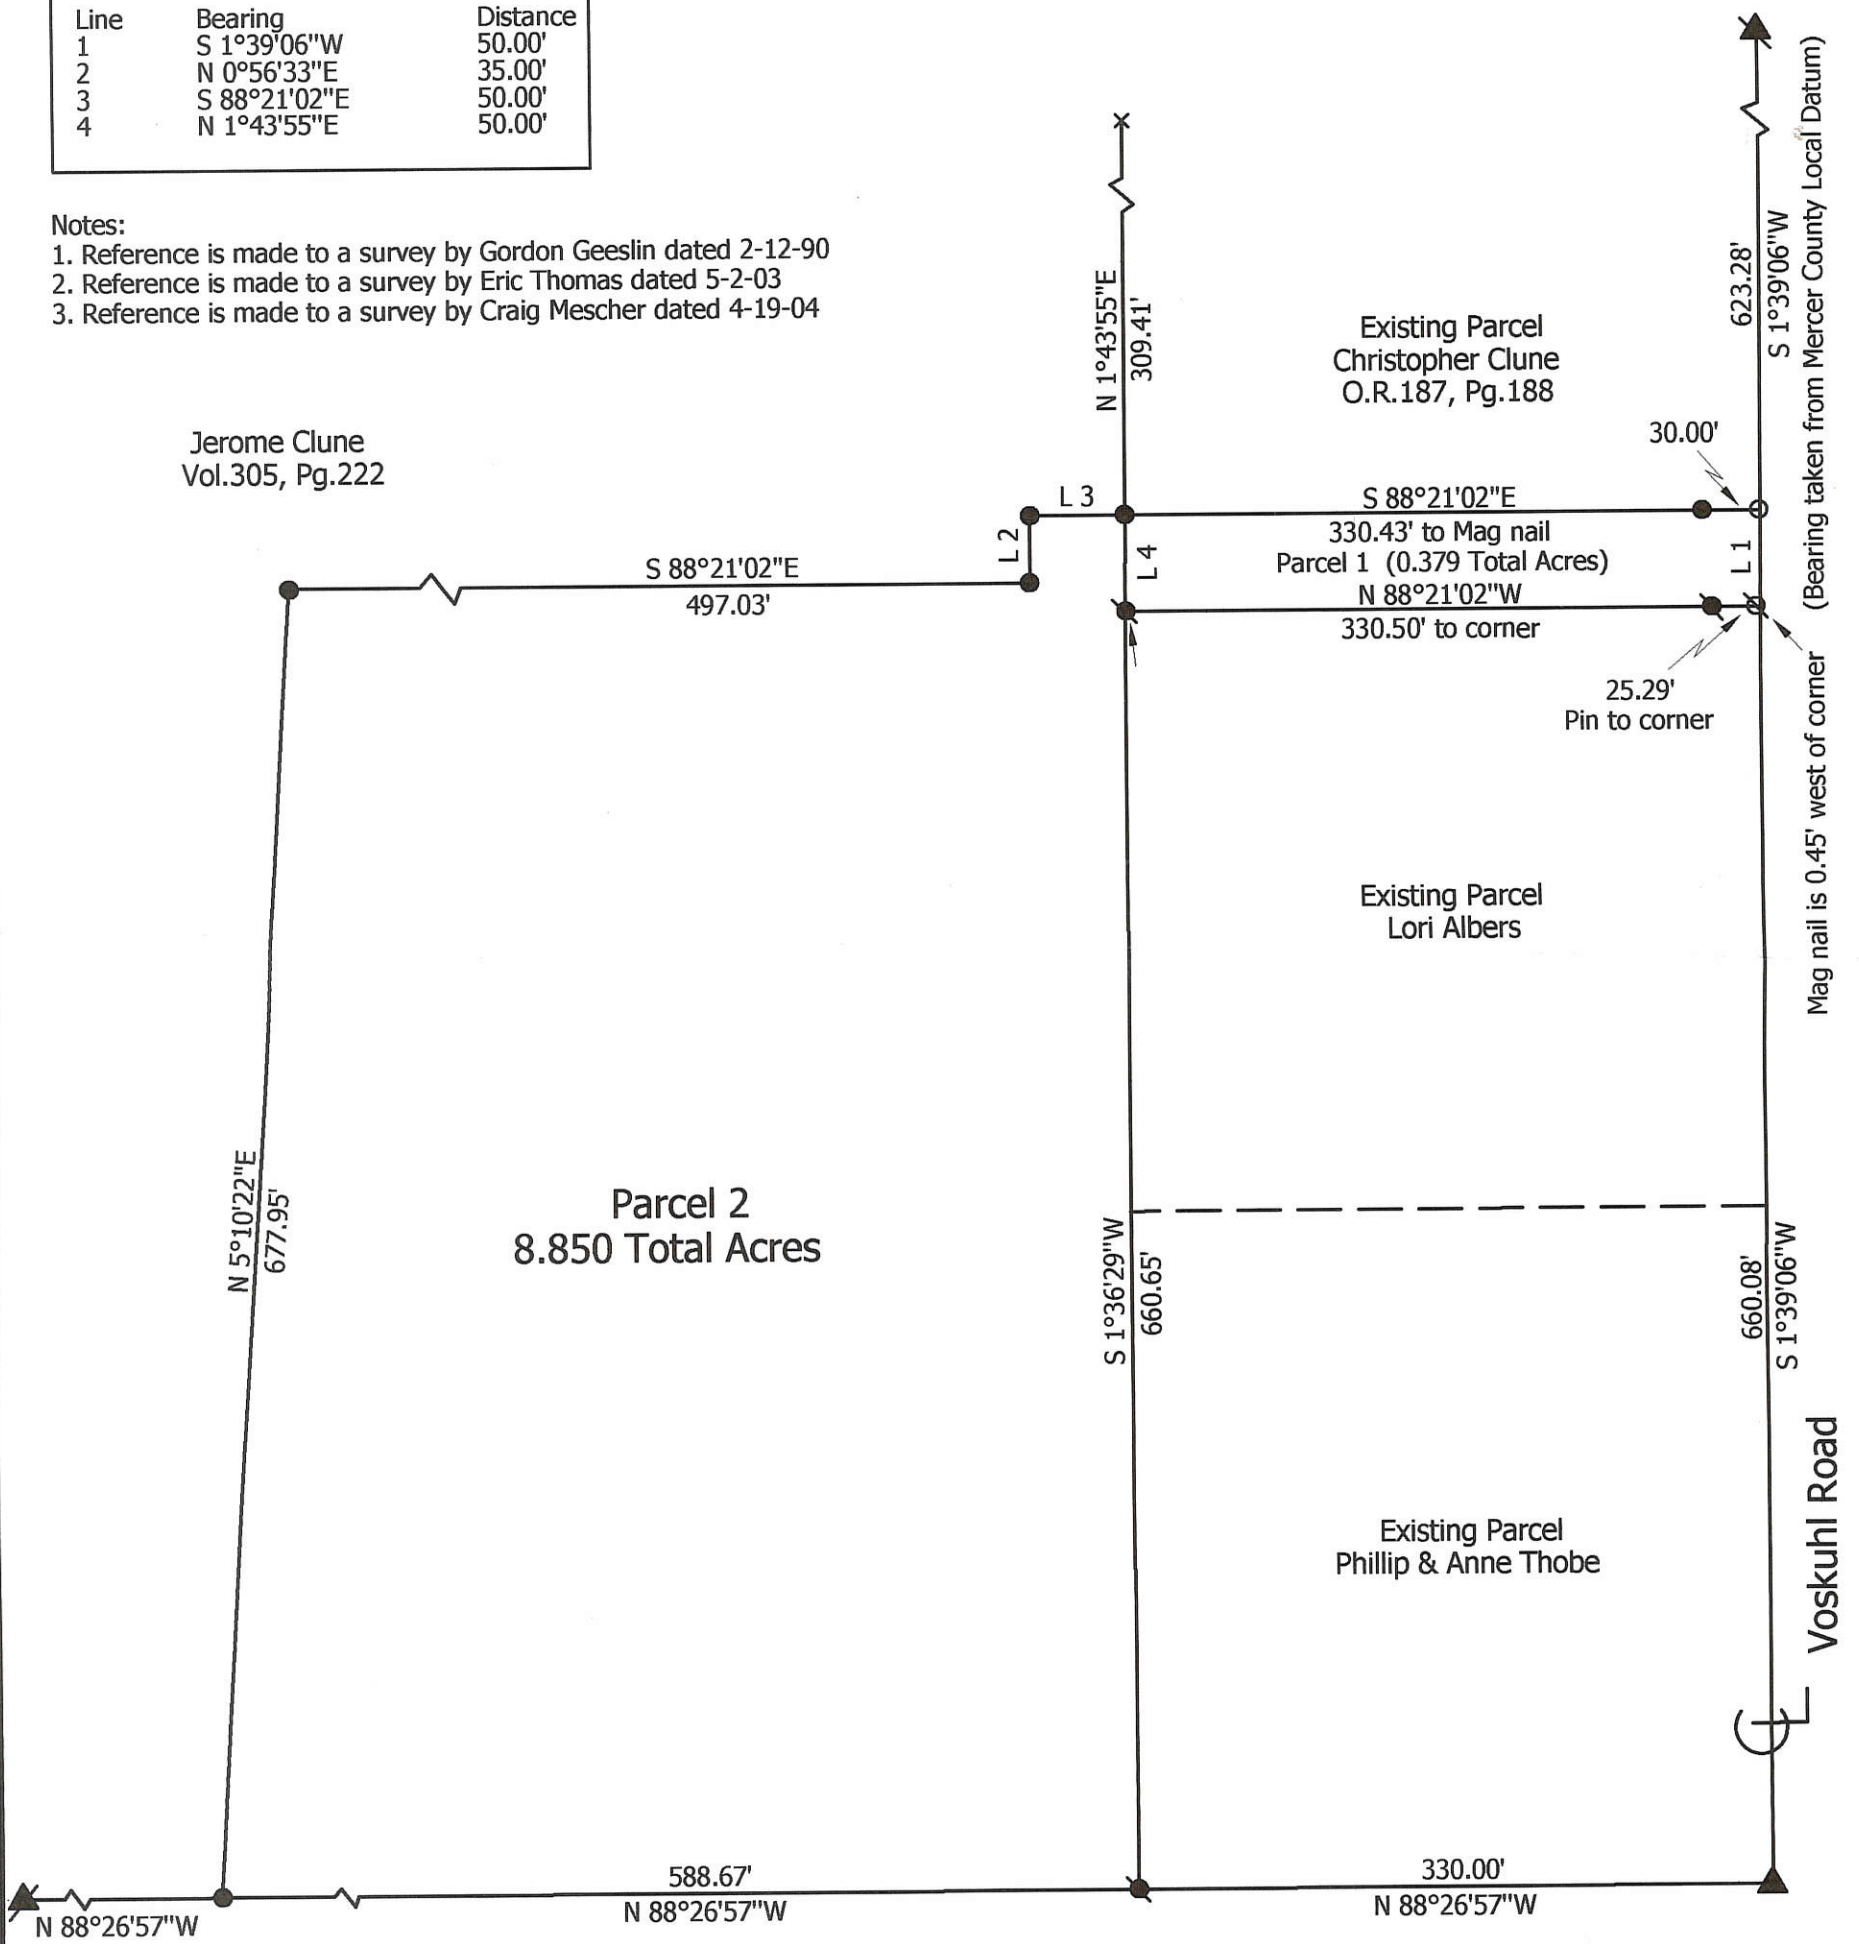 Line Bearing Distance
1 S 1°39'06"W 50.00'
2 N 0°56'33"E 35.00'
3 S 88°21'02"E 50.00'
4 N 1°43'55"E 50.00'
Notes:
1. Reference is made to a survey by Gordon Geeslin dated 2-12-90
2. Reference is made to a survey by Eric Thomas dated 5-2-03
3. Reference is made to a survey by Craig Mescher dated 4-19-04
N 1°43'55"E
309.41'
Existing Parcel
Christopher Clune
O.R.187, Pg.188
623.28'
S 1°39'06"W
(Bearing taken from Mercer County Local Datum)
Jerome Clune
Vol.305, Pg.222
30.00'
L 3
S 88°21'02"E
330.43' to Mag nail
Parcel 1 (0.379 Total Acres)
N 88°21'02"W
330.50' to corner
L 2
L 4
L 1
S 88°21'02"E
497.03'
25.29'
Pin to corner
Mag nail is 0.45' west of corner
Existing Parcel
Lori Albers
N 5°10'22"E
677.95'
Parcel 2
8.850 Total Acres
S 1°36'29"W
660.65'
660.08'
S 1°39'06"W
Existing Parcel
Phillip & Anne Thobe
Voskuhl Road
588.67'
N 88°26'57"W
330.00'
N 88°26'57"W
N 88°26'57"W